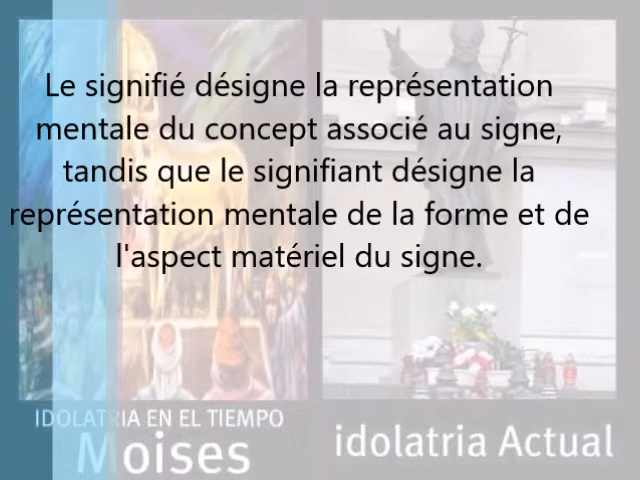 Le signifié désigne la représentation
mentale du concept associé au signe,
tandis que le signifiant désigne la
représentation mentale de la forme et de
l'aspect matériel du signe.
IDOLATRIA EN EL TIEMPO
Moises
idolatria Actual